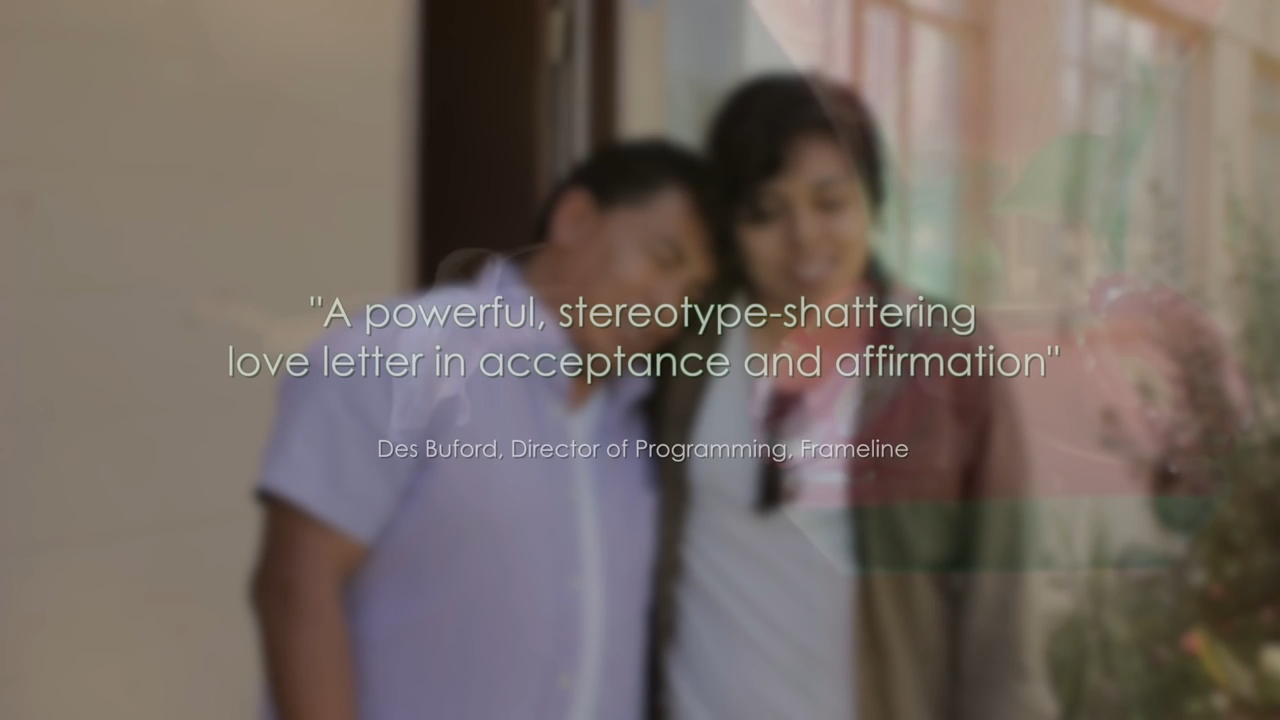 "A powerful, stereotype-shattering
love letter in acceptance and affirmation"
Des Buford, Director of Programming, Frameline